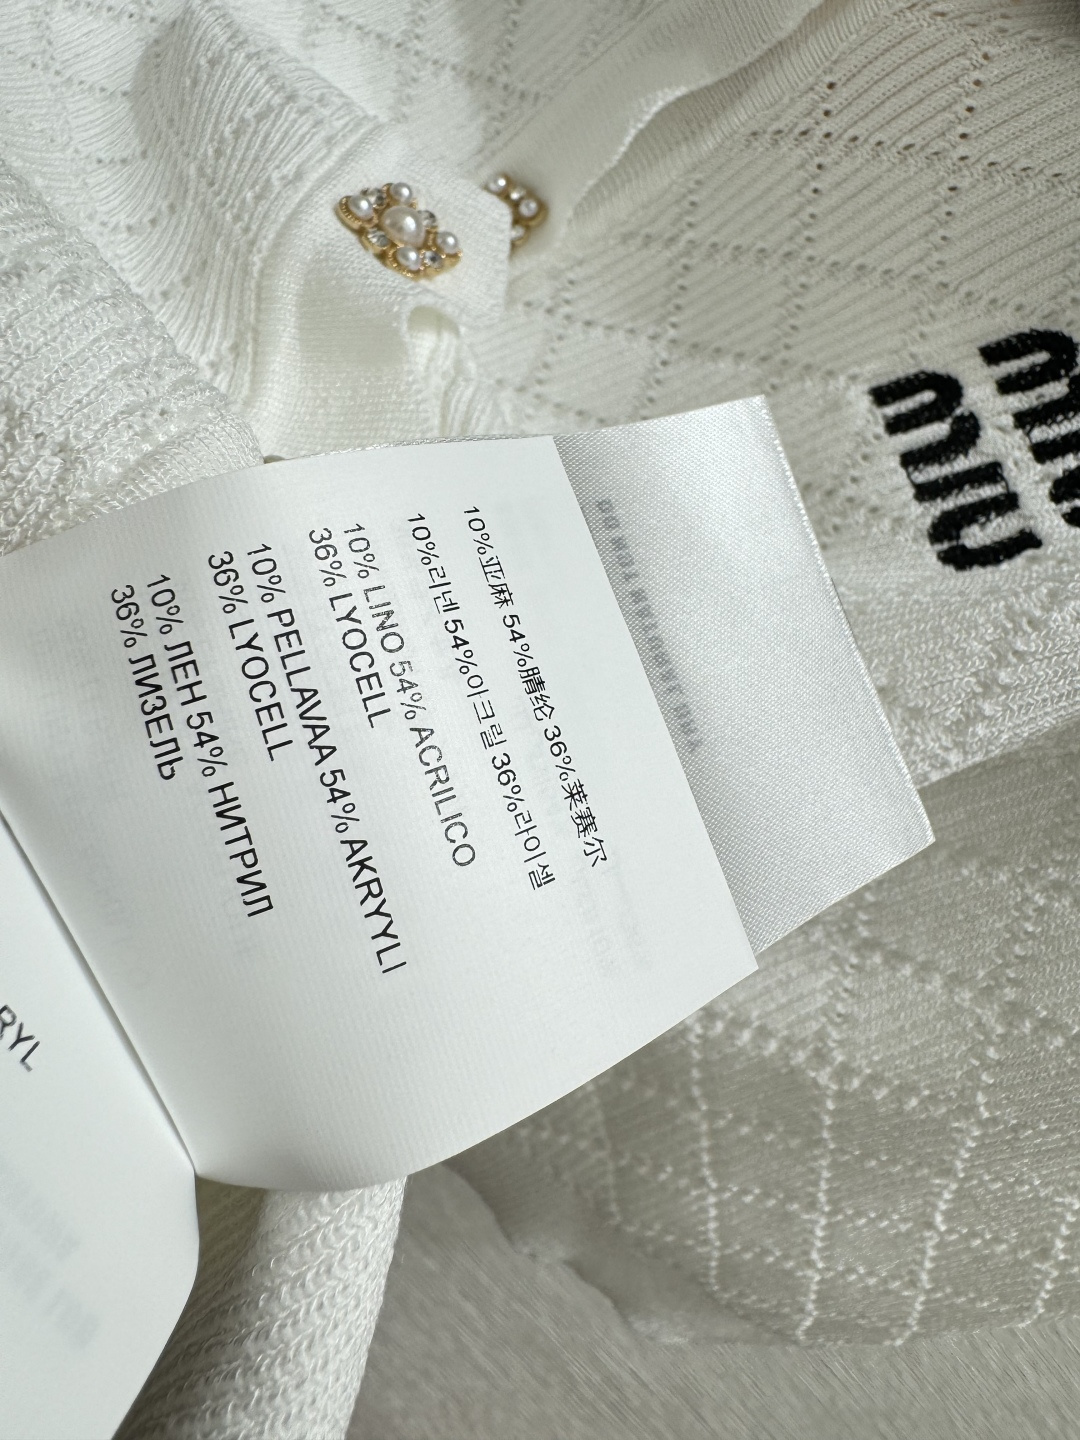 10%亚麻 54%腈纶 36%莱赛尔
10%리넨 54%아크릴 36%라이셀
10% LINO 54% ACRILICO
36% LYOCELL
10% PELLAVAA 54% AKRYYLI
36% LYOCELL
10% ЛЕН 54% НИТРИЛ
36% ЛИЗЕЛЬ
RYL
miu